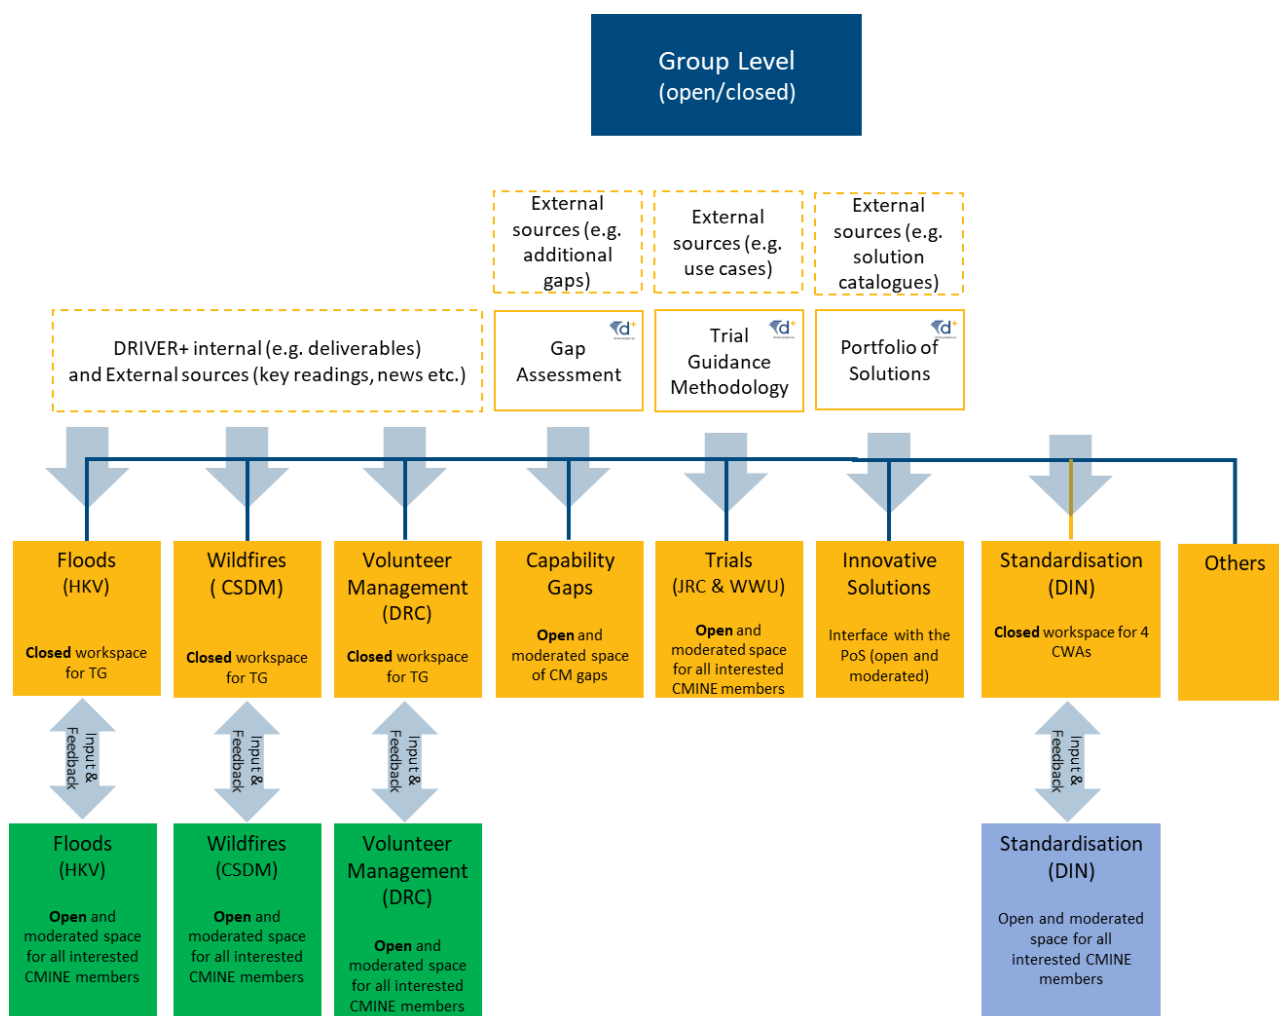 Group Level
(open/closed)
External
sources (e.g.
additional
gaps)
External
sources (e.g.
use cases)
External
sources (e.g.
solution
catalogues)
DRIVER+ internal (e.g. deliverables)
and External sources (key readings, news etc.)
d+
Gap
Assessment
d+
Trial
Guidance
Methodology
d+
Portfolio of
Solutions
Floods
(HKV)
Closed workspace
for TG
Wildfires
( CSDM)
Closed workspace
for TG
Volunteer
Management
(DRC)
Closed workspace
for TG
Capability
Gaps
Open and
moderated space
of CM gaps
Trials
(JRC & WWU)
Open and
moderated space
for all interested
CMINE members
Innovative
Solutions
Interface with the
PoS (open and
moderated)
Standardisation
(DIN)
Closed workspace for 4
CWAs
Others
Input &
Feedback
Input &
Feedback
Input &
Feedback
Input &
Feedback
Floods
(HKV)
Open and
moderated space
for all interested
CMINE members
Wildfires
(CSDM)
Open and
moderated space
for all interested
CMINE members
Volunteer
Management
(DRC)
Open and
moderated space
for all interested
CMINE members
Standardisation
(DIN)
Open and moderated
space for all
interested CMINE
members